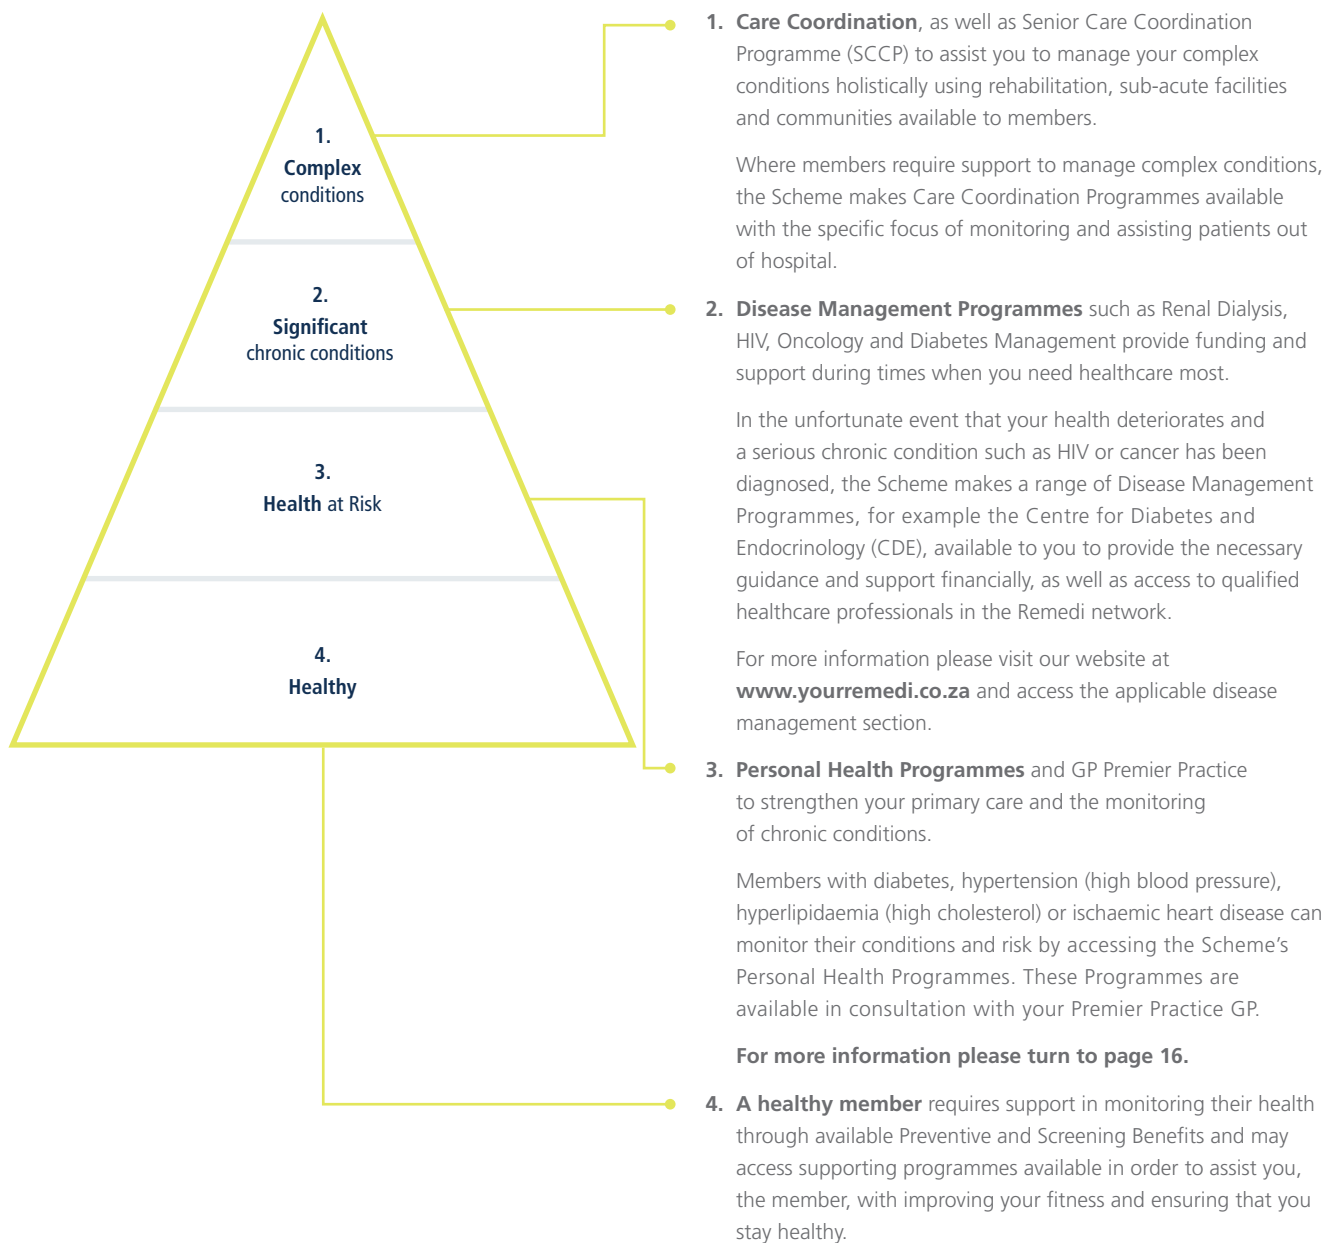 1.
Complex
conditions
2.
Significant
chronic conditions
3.
Health at Risk
4.
Healthy
1. Care Coordination, as well as Senior Care Coordination
Programme (SCCP) to assist you to manage your complex
conditions holistically using rehabilitation, sub-acute facilities
and communities available to members.
Where members require support to manage complex conditions,
the Scheme makes Care Coordination Programmes available
with the specific focus of monitoring and assisting patients out
of hospital.
2. Disease Management Programmes such as Renal Dialysis,
HIV, Oncology and Diabetes Management provide funding and
support during times when you need healthcare most.
In the unfortunate event that your health deteriorates and
a serious chronic condition such as HIV or cancer has been
diagnosed, the Scheme makes a range of Disease Management
Programmes, for example the Centre for Diabetes and
Endocrinology (CDE), available to you to provide the necessary
guidance and support financially, as well as access to qualified
healthcare professionals in the Remedi network.
For more information please visit our website at
www.yourremedi.co.za and access the applicable disease
management section.
3. Personal Health Programmes and GP Premier Practice
to strengthen your primary care and the monitoring
of chronic conditions.
Members with diabetes, hypertension (high blood pressure),
hyperlipidaemia (high cholesterol) or ischaemic heart disease can
monitor their conditions and risk by accessing the Scheme's
Personal Health Programmes. These Programmes are
available in consultation with your Premier Practice GP.
For more information please turn to page 16.
4. A healthy member requires support in monitoring their health
through available Preventive and Screening Benefits and may
access supporting programmes available in order to assist you,
the member, with improving your fitness and ensuring that you
stay healthy.